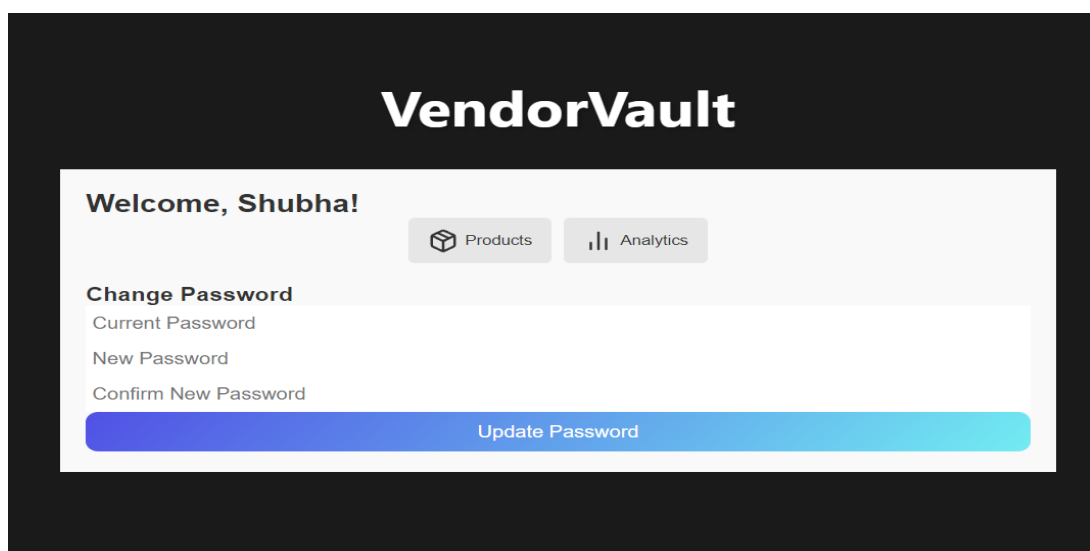 VendorVault
Welcome, Shubha!
Products
Analytics
Change Password
Current Password
New Password
Confirm New Password
Update Password